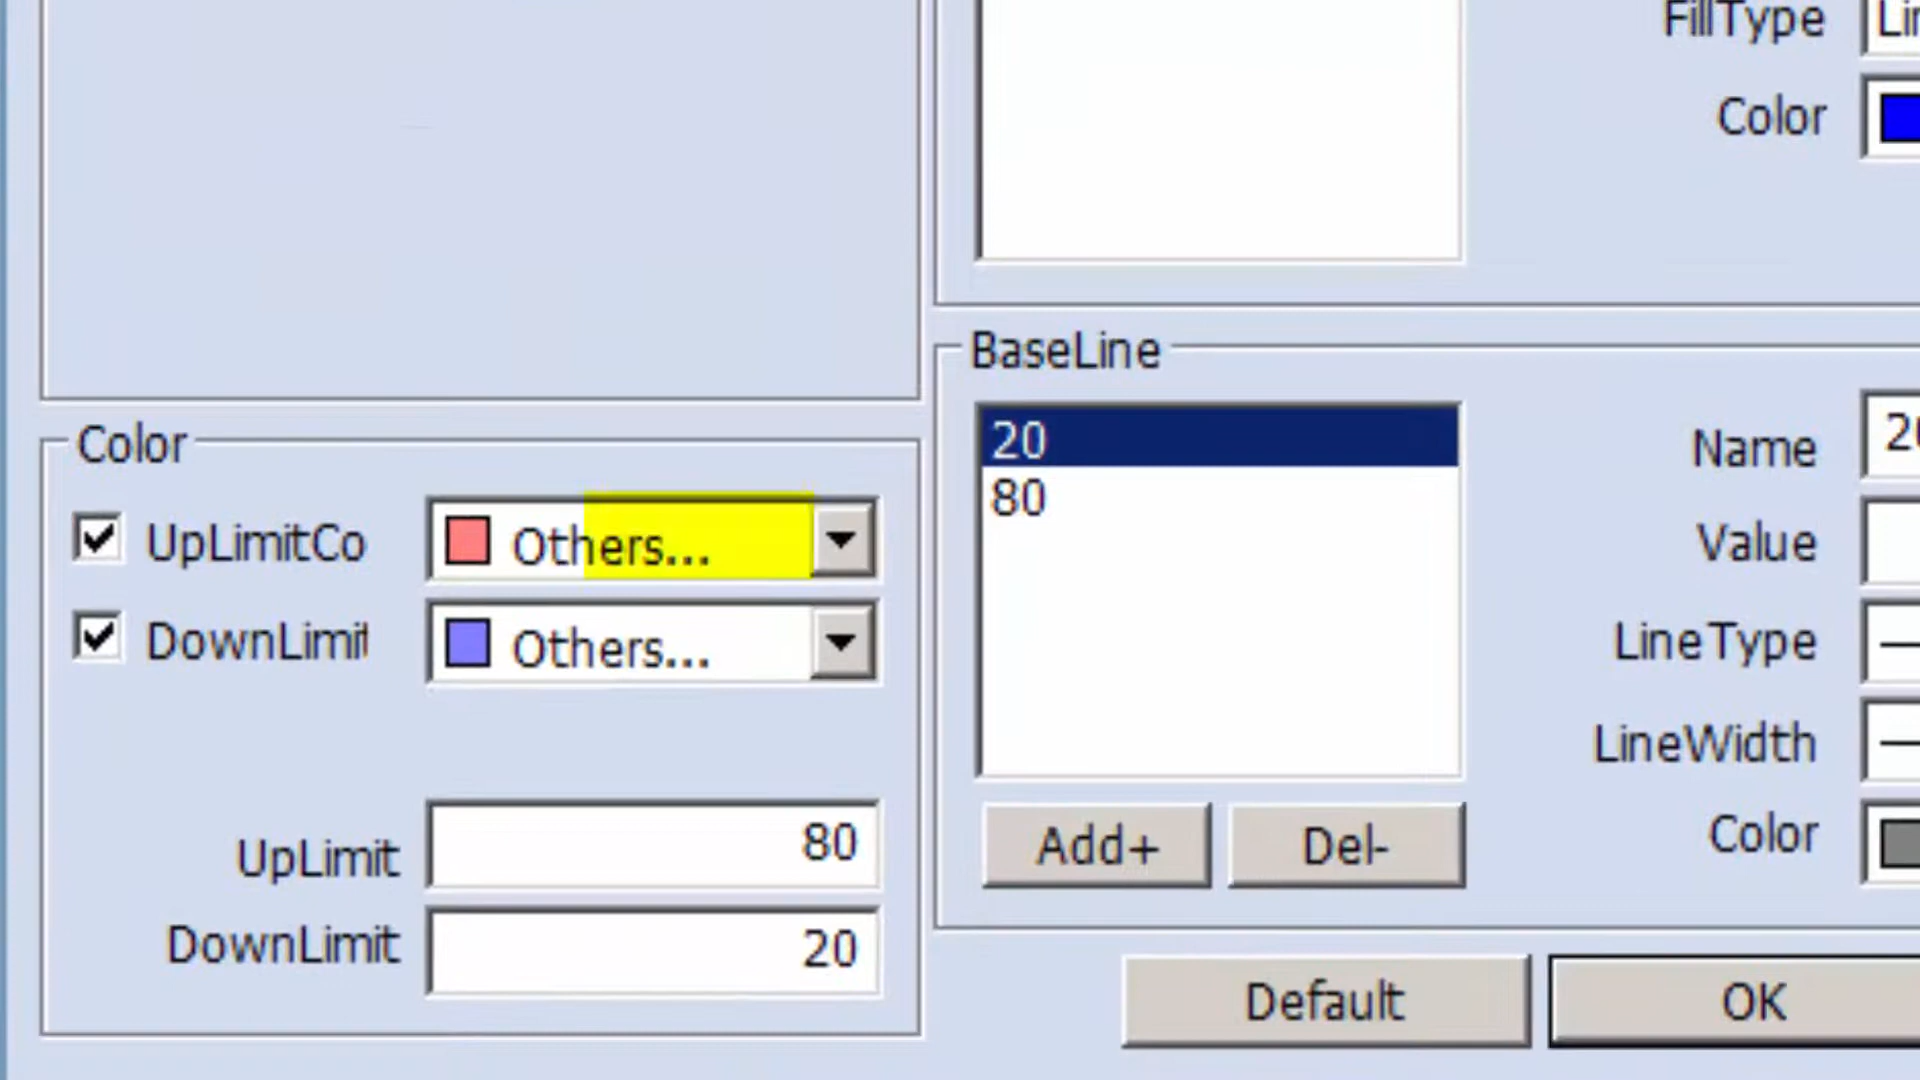 FillType
Color
BaseLine
20
80
Name
Value
LineType
LineWidth
Color
Add+
Del-
Color
UpLimitCo
Others...
DownLimit
Others...
UpLimit
80
DownLimit
20
Default
OK